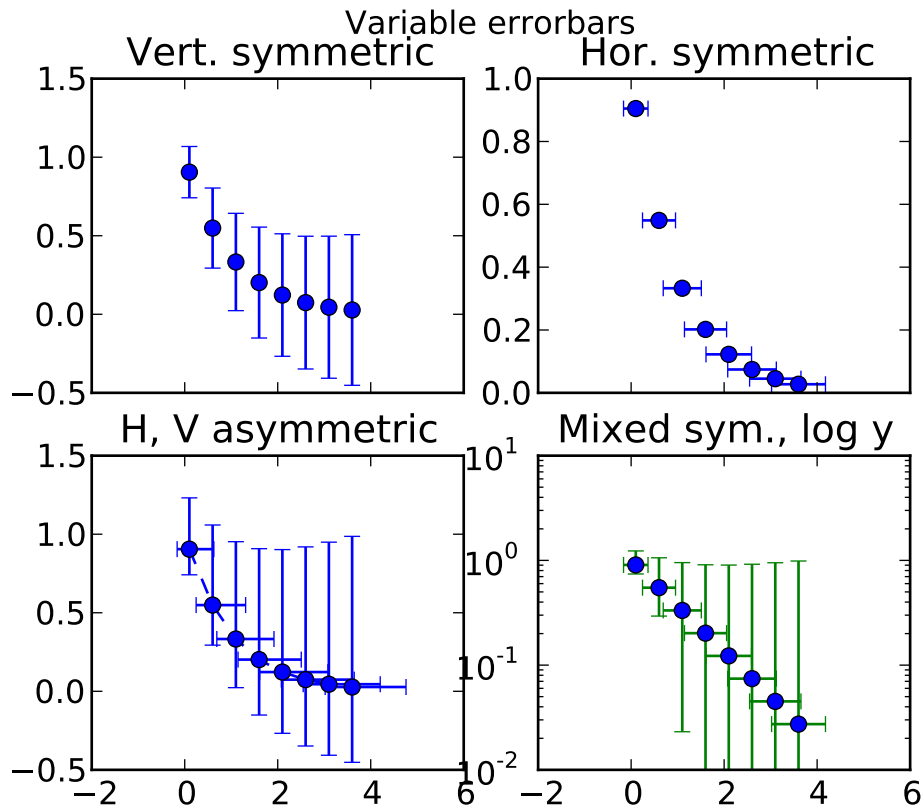 Variable errorbars
Vert. symmetric
Hor. symmetric
1.5
1.0
0.5
0.0
−0.5
1.0
0.8
0.6
0.4
0.2
0.0
H, V asymmetric
Mixed sym., log y
1.5
1.0
0.5
0.0
−0.5
−2 0 2 4 6
10^1
10^0
10^-1
10^-2
−2 0 2 4 6